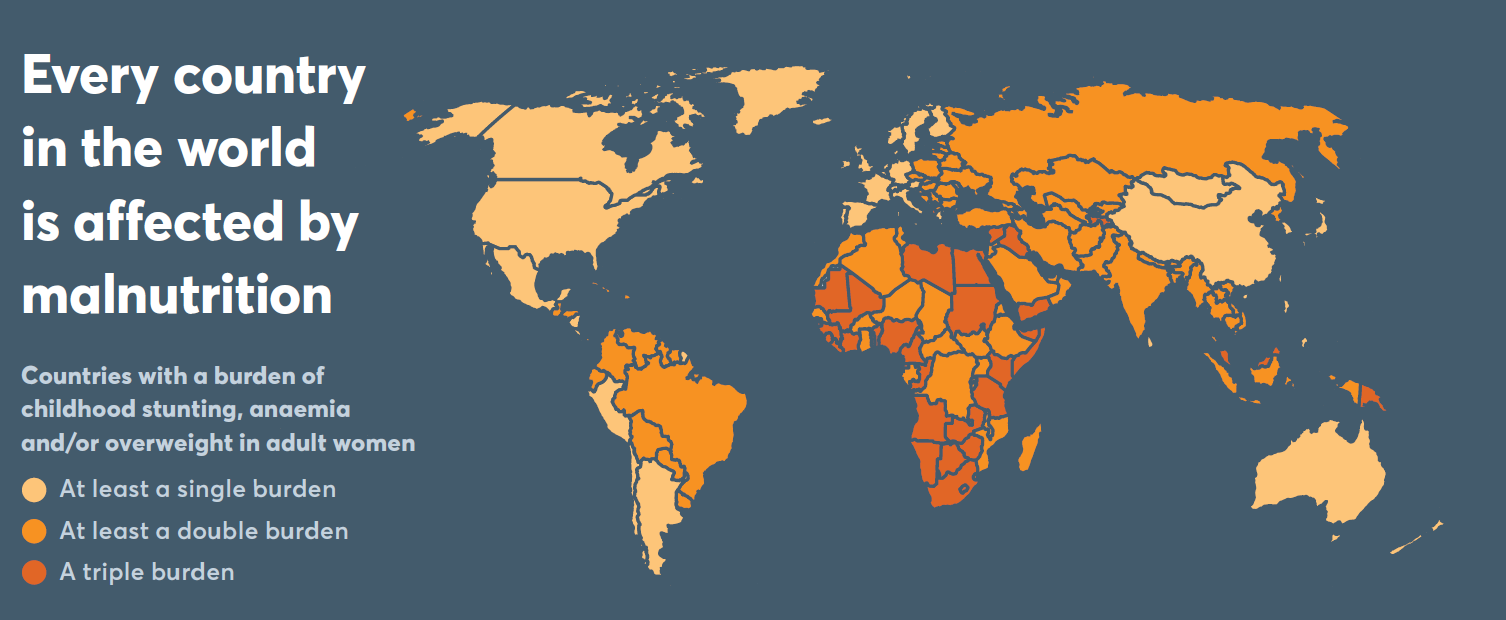 Every country
in the world
is affected by
malnutrition
Countries with a burden of
childhood stunting, anaemia
and/or overweight in adult women
At least a single burden
At least a double burden
A triple burden